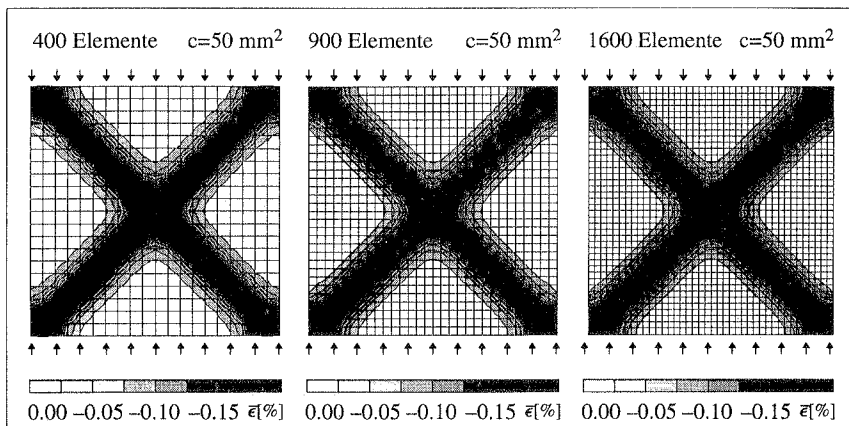 400 Elemente c=50 mm²
900 Elemente c=50 mm²
1600 Elemente c=50 mm²
0.00 −0.05 −0.10 −0.15 ε̄[%]
0.00 −0.05 −0.10 −0.15 ε̄[%]
0.00 −0.05 −0.10 −0.15 ε̄[%]